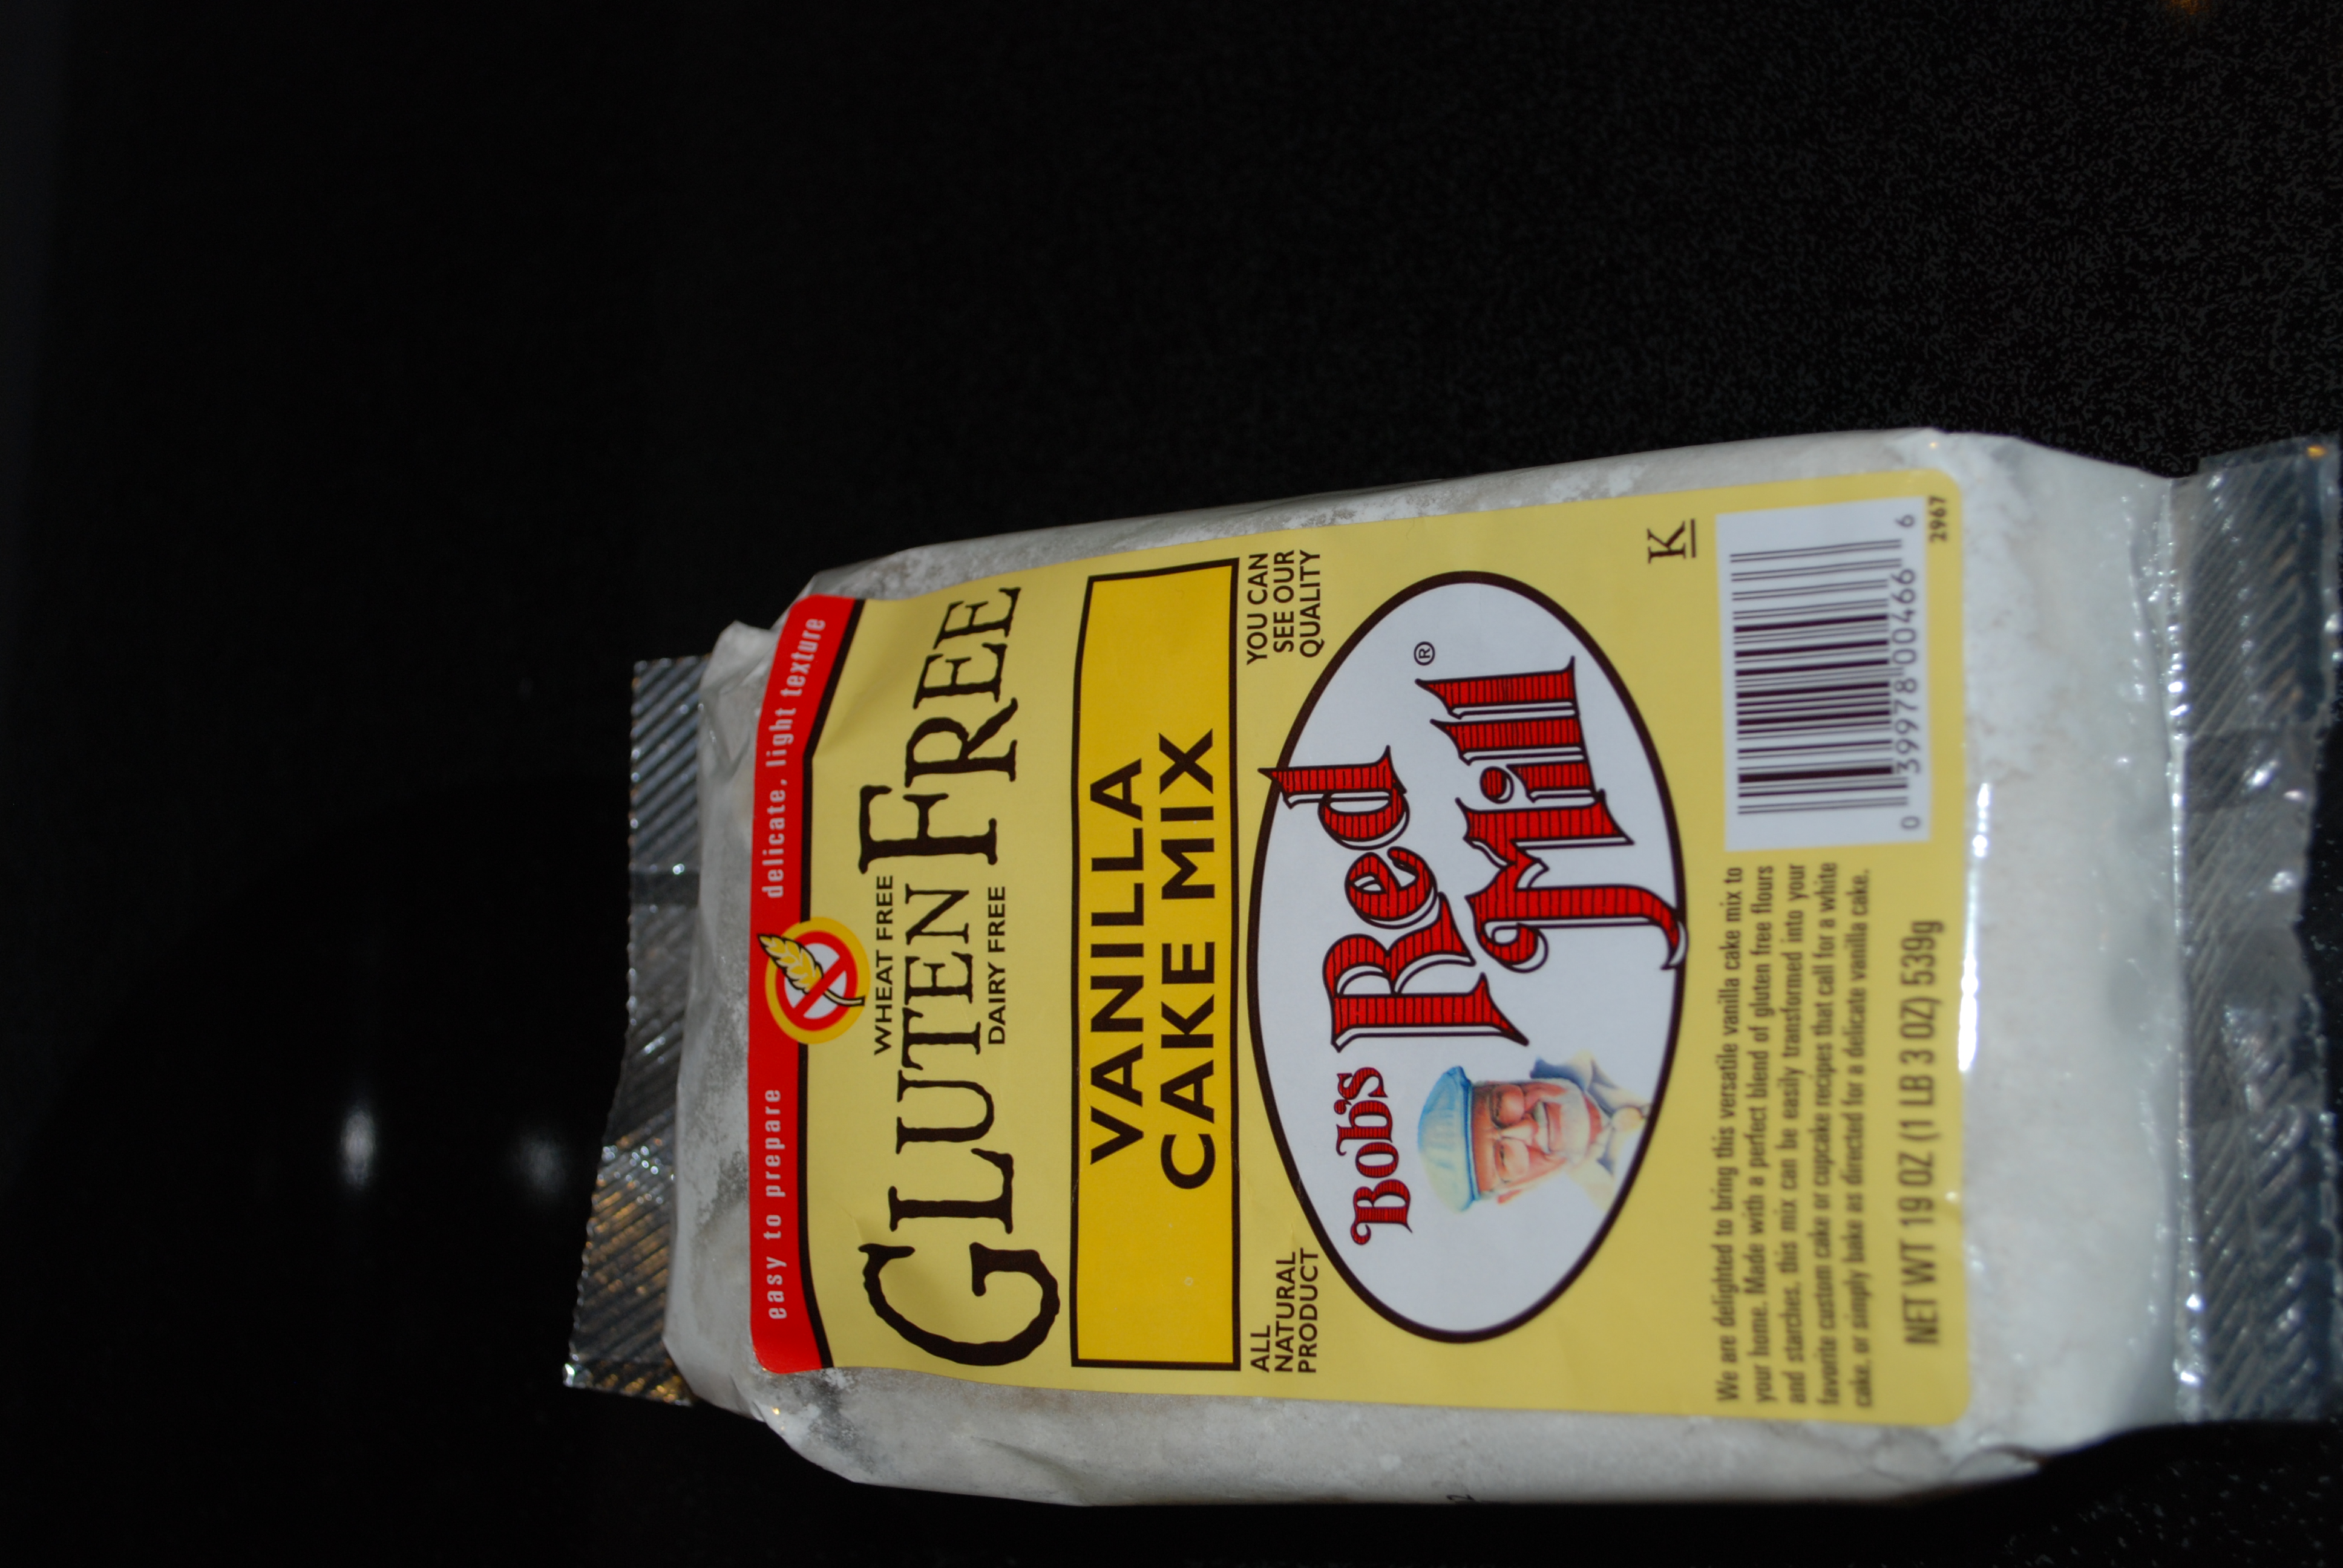 easy to prepare
delicate, light texture
WHEAT FREE
GLUTEN FREE
DAIRY FREE
VANILLA
CAKE MIX
ALL
NATURAL
PRODUCT
YOU CAN
SEE OUR
QUALITY
Bob's
Red
Mill®
K
We are delighted to bring this versatile vanilla cake mix to
your home. Made with a perfect blend of gluten free flours
and starches, this mix can be easily transformed into your
favorite custom cake or cupcake recipes that call for a white
cake, or simply bake as directed for a delicate vanilla cake.
NET WT 19 OZ (1 LB 3 OZ) 539g
0 39978 00466 6
2967